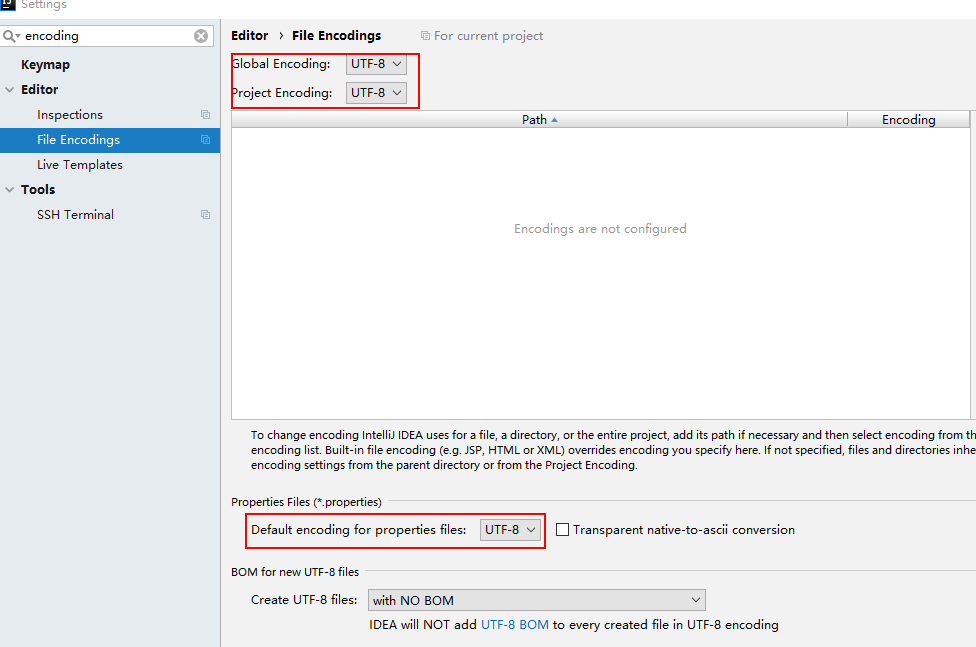 Settings
encoding
Keymap
Editor
Inspections
File Encodings
Live Templates
Tools
SSH Terminal
Editor › File Encodings For current project
Global Encoding: UTF-8
Project Encoding: UTF-8
Path Encoding
Encodings are not configured
To change encoding IntelliJ IDEA uses for a file, a directory, or the entire project, add its path if necessary and then select encoding from th
encoding list. Built-in file encoding (e.g. JSP, HTML or XML) overrides encoding you specify here. If not specified, files and directories inhe
encoding settings from the parent directory or from the Project Encoding.
Properties Files (*.properties)
Default encoding for properties files: UTF-8 Transparent native-to-ascii conversion
BOM for new UTF-8 files
Create UTF-8 files: with NO BOM
IDEA will NOT add UTF-8 BOM to every created file in UTF-8 encoding